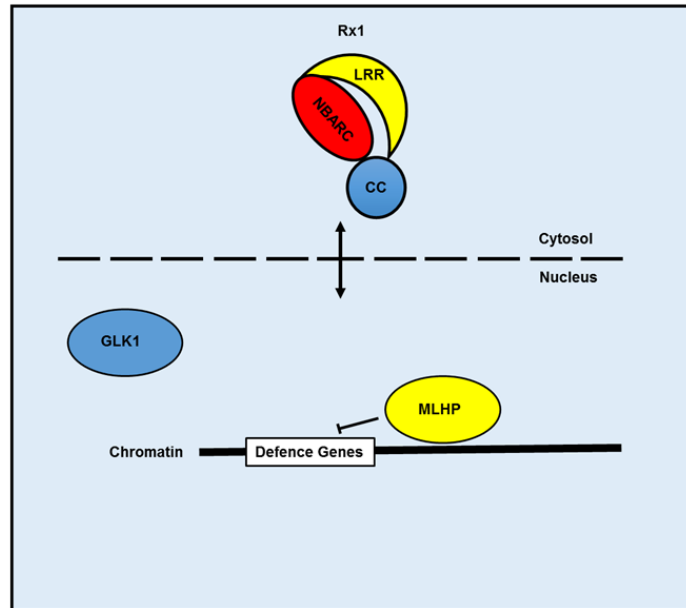 Rx1
LRR
NBARC
CC
Cytosol
Nucleus
GLK1
MLHP
Chromatin
Defence Genes